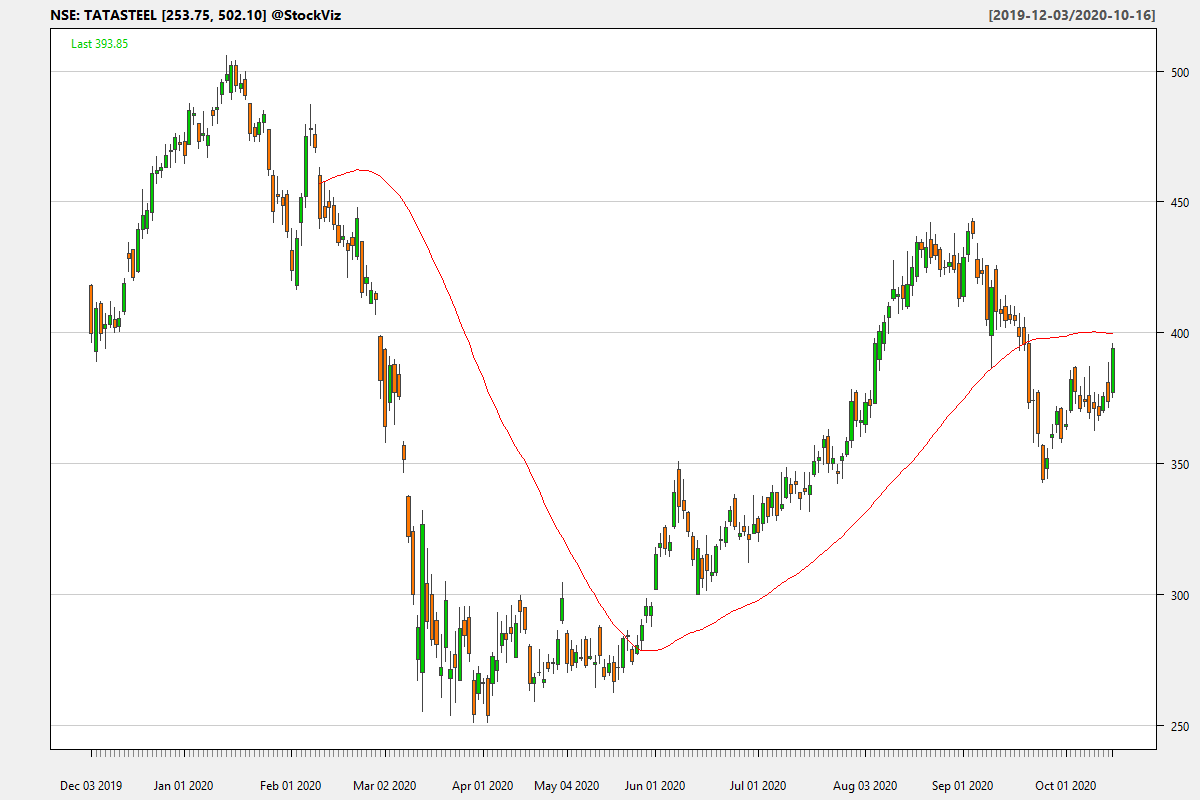 NSE: TATASTEEL [253.75, 502.10] @StockViz
[2019-12-03/2020-10-16]
Last 393.85
500
450
400
350
300
250
Dec 03 2019 Jan 01 2020 Feb 01 2020 Mar 02 2020 Apr 01 2020 May 04 2020 Jun 01 2020 Jul 01 2020 Aug 03 2020 Sep 01 2020 Oct 01 2020